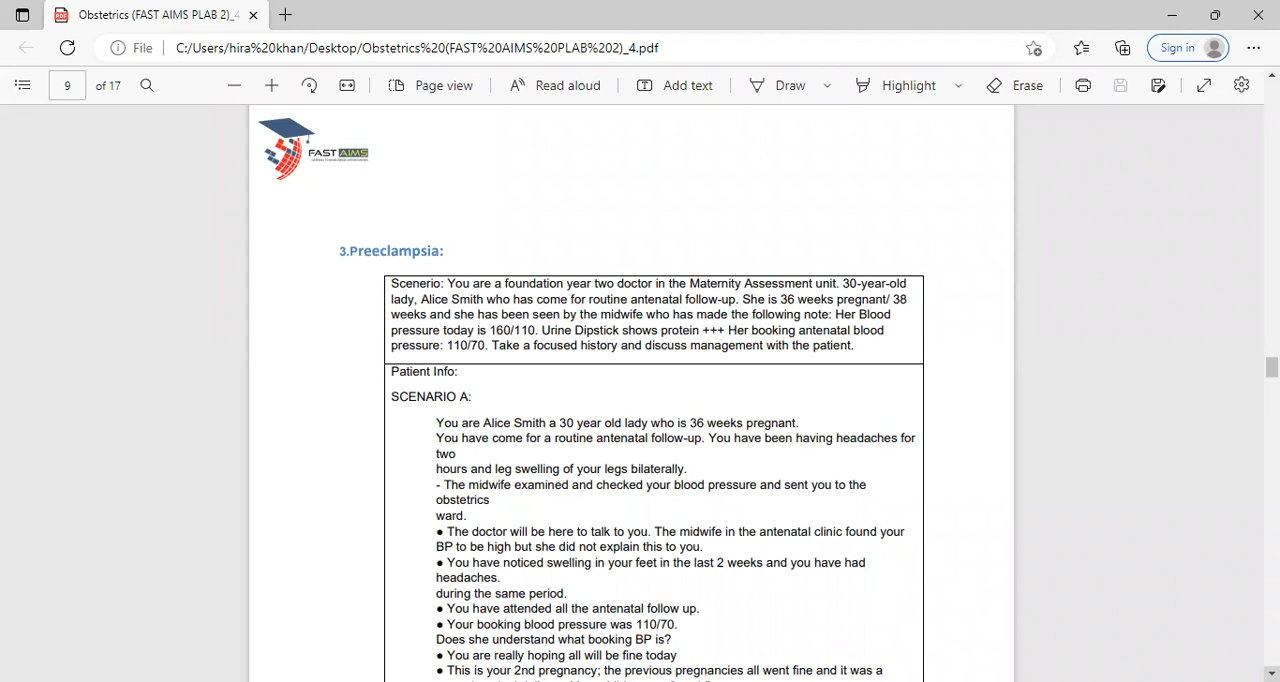 Obstetrics (FAST AIMS PLAB 2)_4
File C:/Users/hira%20khan/Desktop/Obstetrics%20(FAST%20AIMS%20PLAB%202)_4.pdf Sign in
9 of 17 Page view Read aloud Add text Draw Highlight Erase
FAST AIMS
3.Preeclampsia:
Scenerio: You are a foundation year two doctor in the Maternity Assessment unit. 30-year-old
lady, Alice Smith who has come for routine antenatal follow-up. She is 36 weeks pregnant/ 38
weeks and she has been seen by the midwife who has made the following note: Her Blood
pressure today is 160/110. Urine Dipstick shows protein +++ Her booking antenatal blood
pressure: 110/70. Take a focused history and discuss management with the patient.
Patient Info:
SCENARIO A:
You are Alice Smith a 30 year old lady who is 36 weeks pregnant.
You have come for a routine antenatal follow-up. You have been having headaches for
two
hours and leg swelling of your legs bilaterally.
- The midwife examined and checked your blood pressure and sent you to the
obstetrics
ward.
● The doctor will be here to talk to you. The midwife in the antenatal clinic found your
BP to be high but she did not explain this to you.
● You have noticed swelling in your feet in the last 2 weeks and you have had
headaches.
during the same period.
● You have attended all the antenatal follow up.
● Your booking blood pressure was 110/70.
Does she understand what booking BP is?
● You are really hoping all will be fine today
● This is your 2nd pregnancy; the previous pregnancies all went fine and it was a